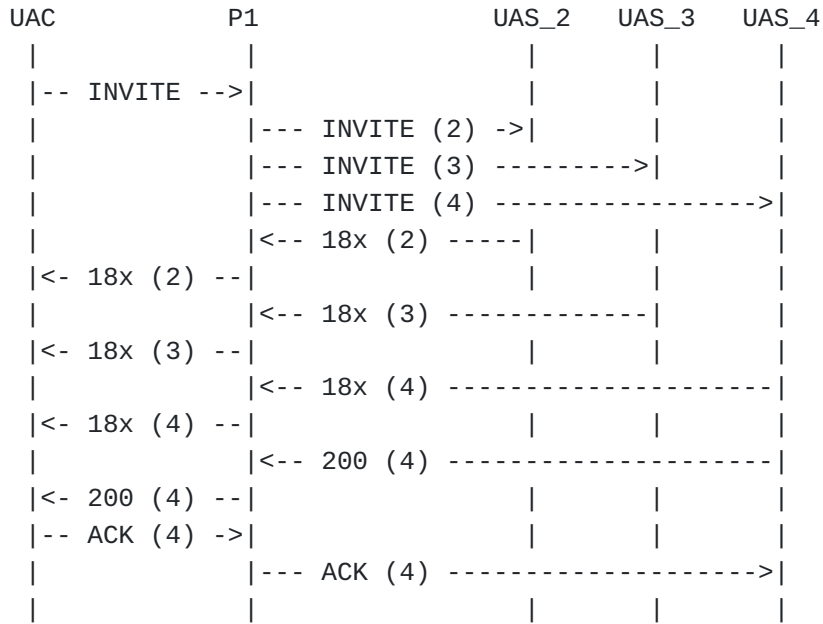 UAC             P1               UAS_2   UAS_3   UAS_4
 |              |                  |       |       |
 |-- INVITE -->|                  |       |       |
 |              |--- INVITE (2) ->|       |       |
 |              |--- INVITE (3) --------->|       |
 |              |--- INVITE (4) ----------------->|
 |              |<-- 18x (2) -----|       |       |
 |<- 18x (2) --|                  |       |       |
 |              |<-- 18x (3) -------------|       |
 |<- 18x (3) --|                  |       |       |
 |              |<-- 18x (4) ---------------------|
 |<- 18x (4) --|                  |       |       |
 |              |<-- 200 (4) ---------------------|
 |<- 200 (4) --|                  |       |       |
 |-- ACK (4) ->|                  |       |       |
 |              |--- ACK (4) -------------------->|
 |              |                  |       |       |